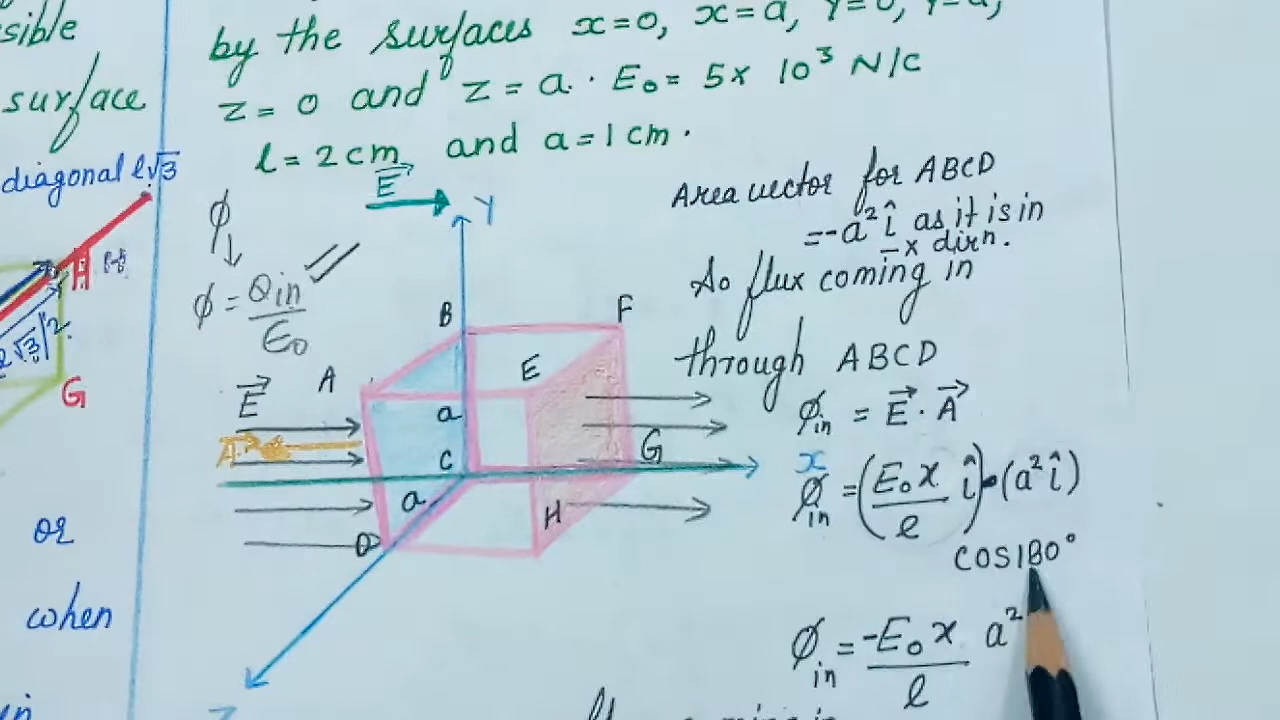 sible
surface
diagonal l√3
H
G
or
when
by the surfaces x=0, x=a, Y=0, Y=a,
z=0 and z=a. E₀=5× 10³ N/C
l=2cm and a=1cm.
E⃗
Y
ϕ
↓
ϕ = Qin/ϵ₀
B
F
A
E
E⃗
a
A⃗
C
G
x
a
D
H
Area vector for ABCD
=-a² î as it is in
-x dirⁿ.
So flux coming in
through ABCD
ϕin = E⃗ · A⃗
ϕin = (E₀x/l î)·(a² î)
cos180°
ϕin = -E₀x/l a²